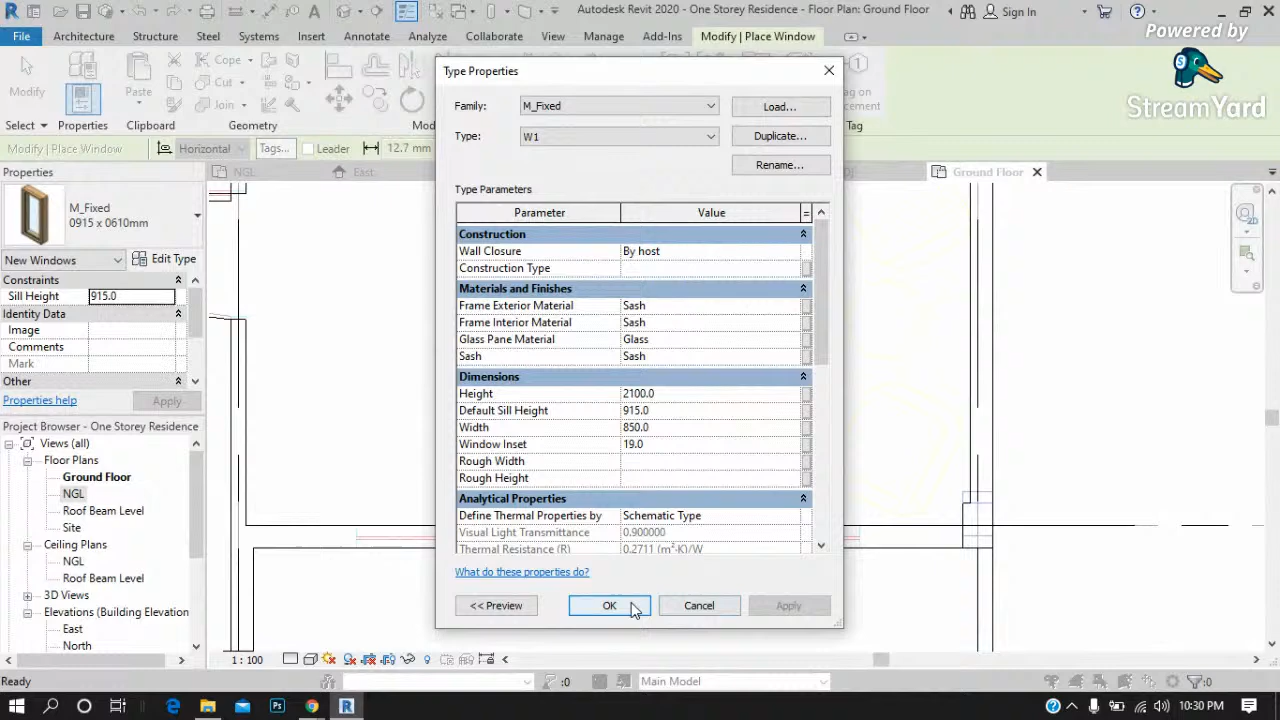 Autodesk Revit 2020 - One Storey Residence - Floor Plan: Ground Floor
Sign In
File Architecture Structure Steel Systems Insert Annotate Analyze Collaborate View Manage Add-Ins Modify | Place Window
Powered by
StreamYard
Modify
Paste
Cope
Cut
Join
Tag on
Placement
Select Properties Clipboard Geometry Tag
Modify | Place Window
Horizontal
Tags...
Leader
12.7 mm
NGL
East
Ground Floor
Properties
M_Fixed
0915 x 0610mm
New Windows
Edit Type
Constraints
Sill Height 915.0
Identity Data
Image
Comments
Mark
Other
Properties help
Apply
Project Browser - One Storey Residence
Views (all)
Floor Plans
Ground Floor
NGL
Roof Beam Level
Site
Ceiling Plans
NGL
Roof Beam Level
3D Views
Elevations (Building Elevation
East
North
Type Properties
Family: M_Fixed Load...
Type: W1 Duplicate...
Rename...
Type Parameters
Parameter Value =
Construction
Wall Closure By host
Construction Type
Materials and Finishes
Frame Exterior Material Sash
Frame Interior Material Sash
Glass Pane Material Glass
Sash Sash
Dimensions
Height 2100.0
Default Sill Height 915.0
Width 850.0
Window Inset 19.0
Rough Width
Rough Height
Analytical Properties
Define Thermal Properties by Schematic Type
Visual Light Transmittance 0.900000
Thermal Resistance (R) 0.2711 (m²·K)/W
What do these properties do?
<< Preview OK Cancel Apply
1 : 100
Ready
:0
Main Model
:0
10:30 PM